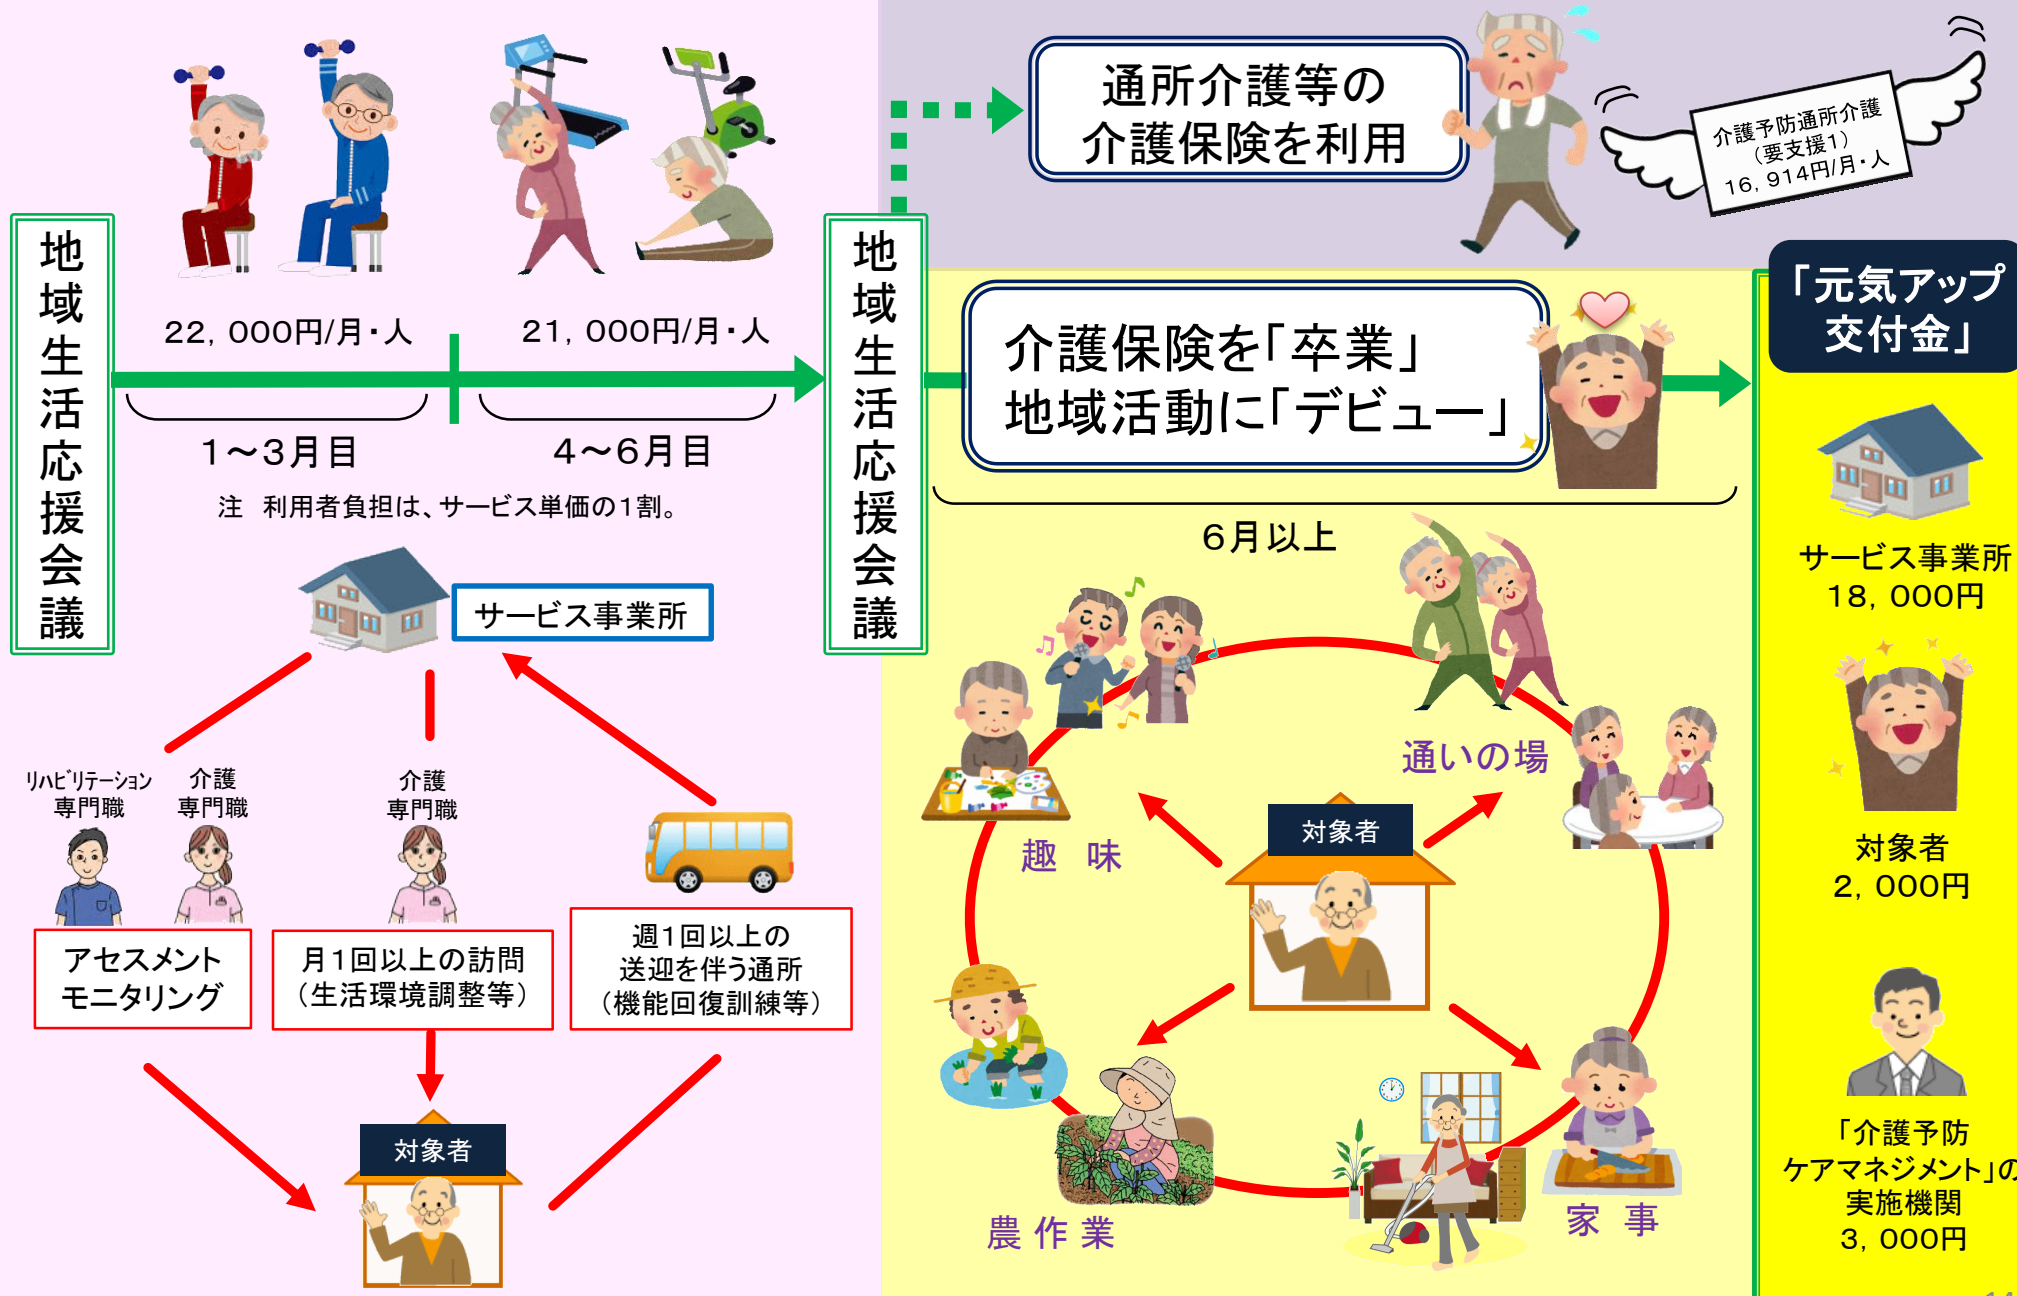 通所介護等の
介護保険を利用
介護予防通所介護
（要支援1）
16，914円/月・人
地域生活応援会議
22，000円/月・人
21，000円/月・人
1～3月目
4～6月目
注　利用者負担は、サービス単価の1割。
地域生活応援会議
介護保険を「卒業」
地域活動に「デビュー」
6月以上
「元気アップ
交付金」
サービス事業所
18，000円
対象者
2，000円
「介護予防
ケアマネジメント」の
実施機関
3，000円
サービス事業所
ﾘﾊﾋﾞﾘﾃｰｼｮﾝ
専門職
介護
専門職
介護
専門職
アセスメント
モニタリング
月1回以上の訪問
（生活環境調整等）
週1回以上の
送迎を伴う通所
（機能回復訓練等）
対象者
趣　味
通いの場
対象者
農作業
家　事
14